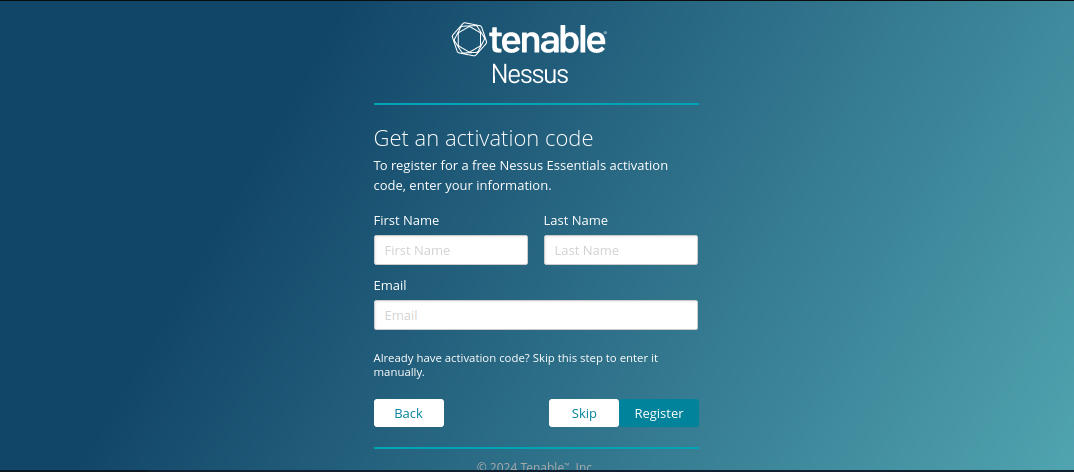 tenable
Nessus
Get an activation code
To register for a free Nessus Essentials activation
code, enter your information.
First Name Last Name
First Name Last Name
Email
Email
Already have activation code? Skip this step to enter it
manually.
Back Skip Register
© 2024 Tenable™, Inc.